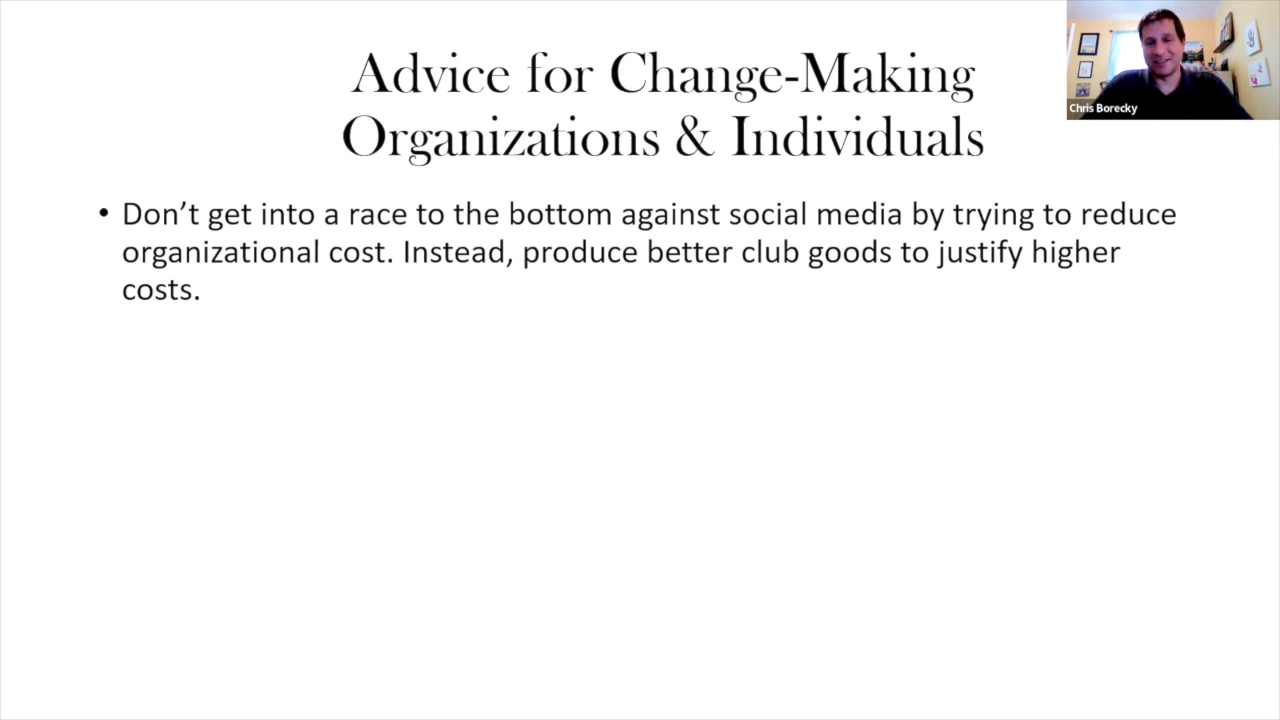 Advice for Change-Making
Organizations & Individuals
Chris Borecky
• Don’t get into a race to the bottom against social media by trying to reduce
organizational cost. Instead, produce better club goods to justify higher
costs.